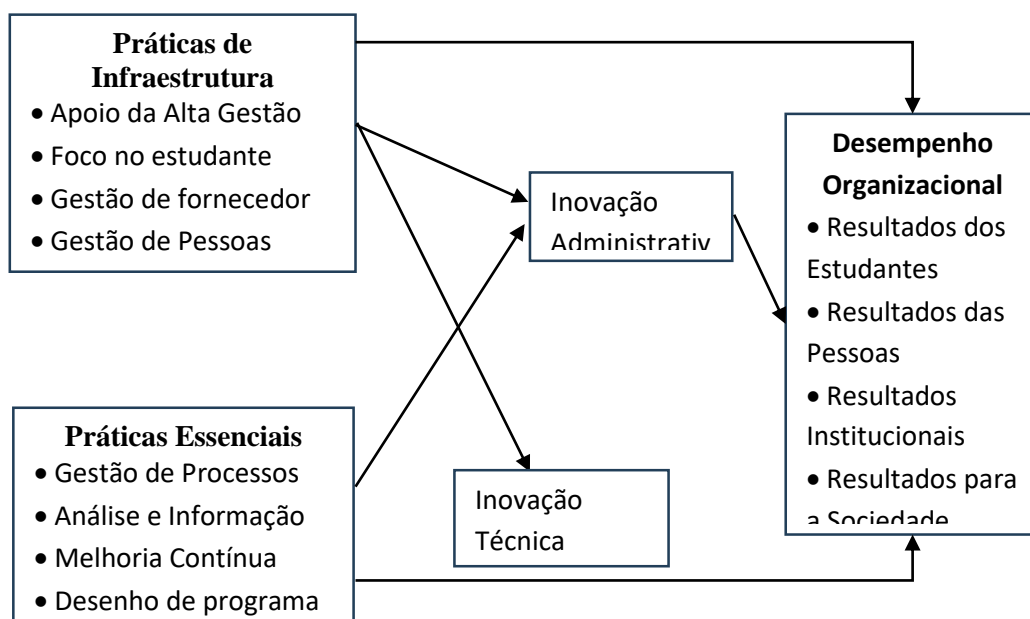 Práticas de
Infraestrutura
• Apoio da Alta Gestão
• Foco no estudante
• Gestão de fornecedor
• Gestão de Pessoas
Práticas Essenciais
• Gestão de Processos
• Análise e Informação
• Melhoria Contínua
• Desenho de programa
Inovação
Administrativ
Inovação
Técnica
Desempenho
Organizacional
• Resultados dos
Estudantes
• Resultados das
Pessoas
• Resultados
Institucionais
• Resultados para
a Sociedade